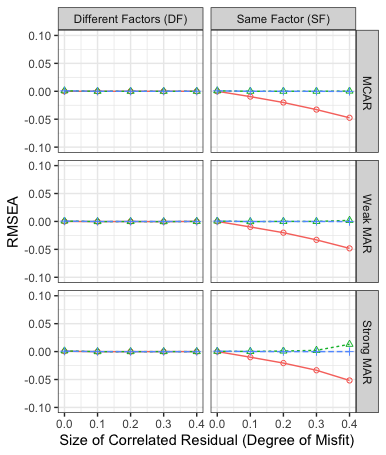 Different Factors (DF) Same Factor (SF)
0.10
0.05
0.00
-0.05
-0.10
MCAR
0.10
0.05
0.00
-0.05
-0.10
Weak MAR
0.10
0.05
0.00
-0.05
-0.10
Strong MAR
RMSEA
0.0 0.1 0.2 0.3 0.4 0.0 0.1 0.2 0.3 0.4
Size of Correlated Residual (Degree of Misfit)